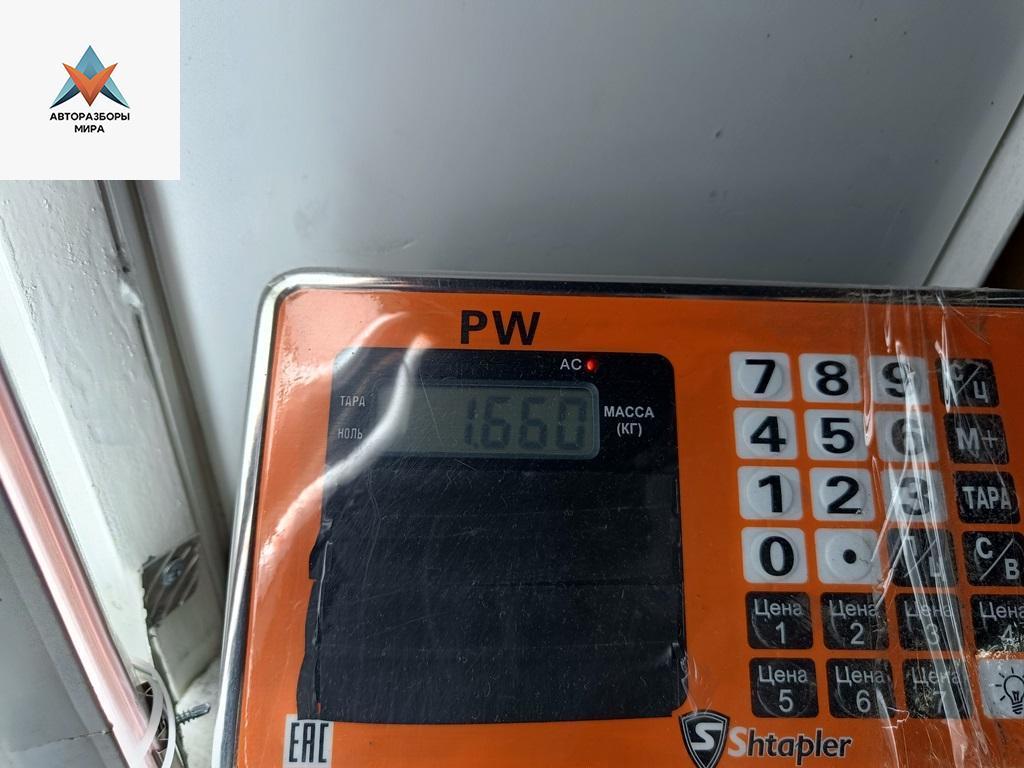 АВТОРАЗБОРЫ
МИРА
PW
AC
ТАРА
НОЛЬ
1.660
МАССА
(КГ)
7 8 9 С/Ц
4 5 6 М+
1 2 3 ТАРА
0 . С/В
Цена 1 Цена 2 Цена 3 Цена 4
Цена 5 Цена 6 Цена 7
EAC
S Shtapler